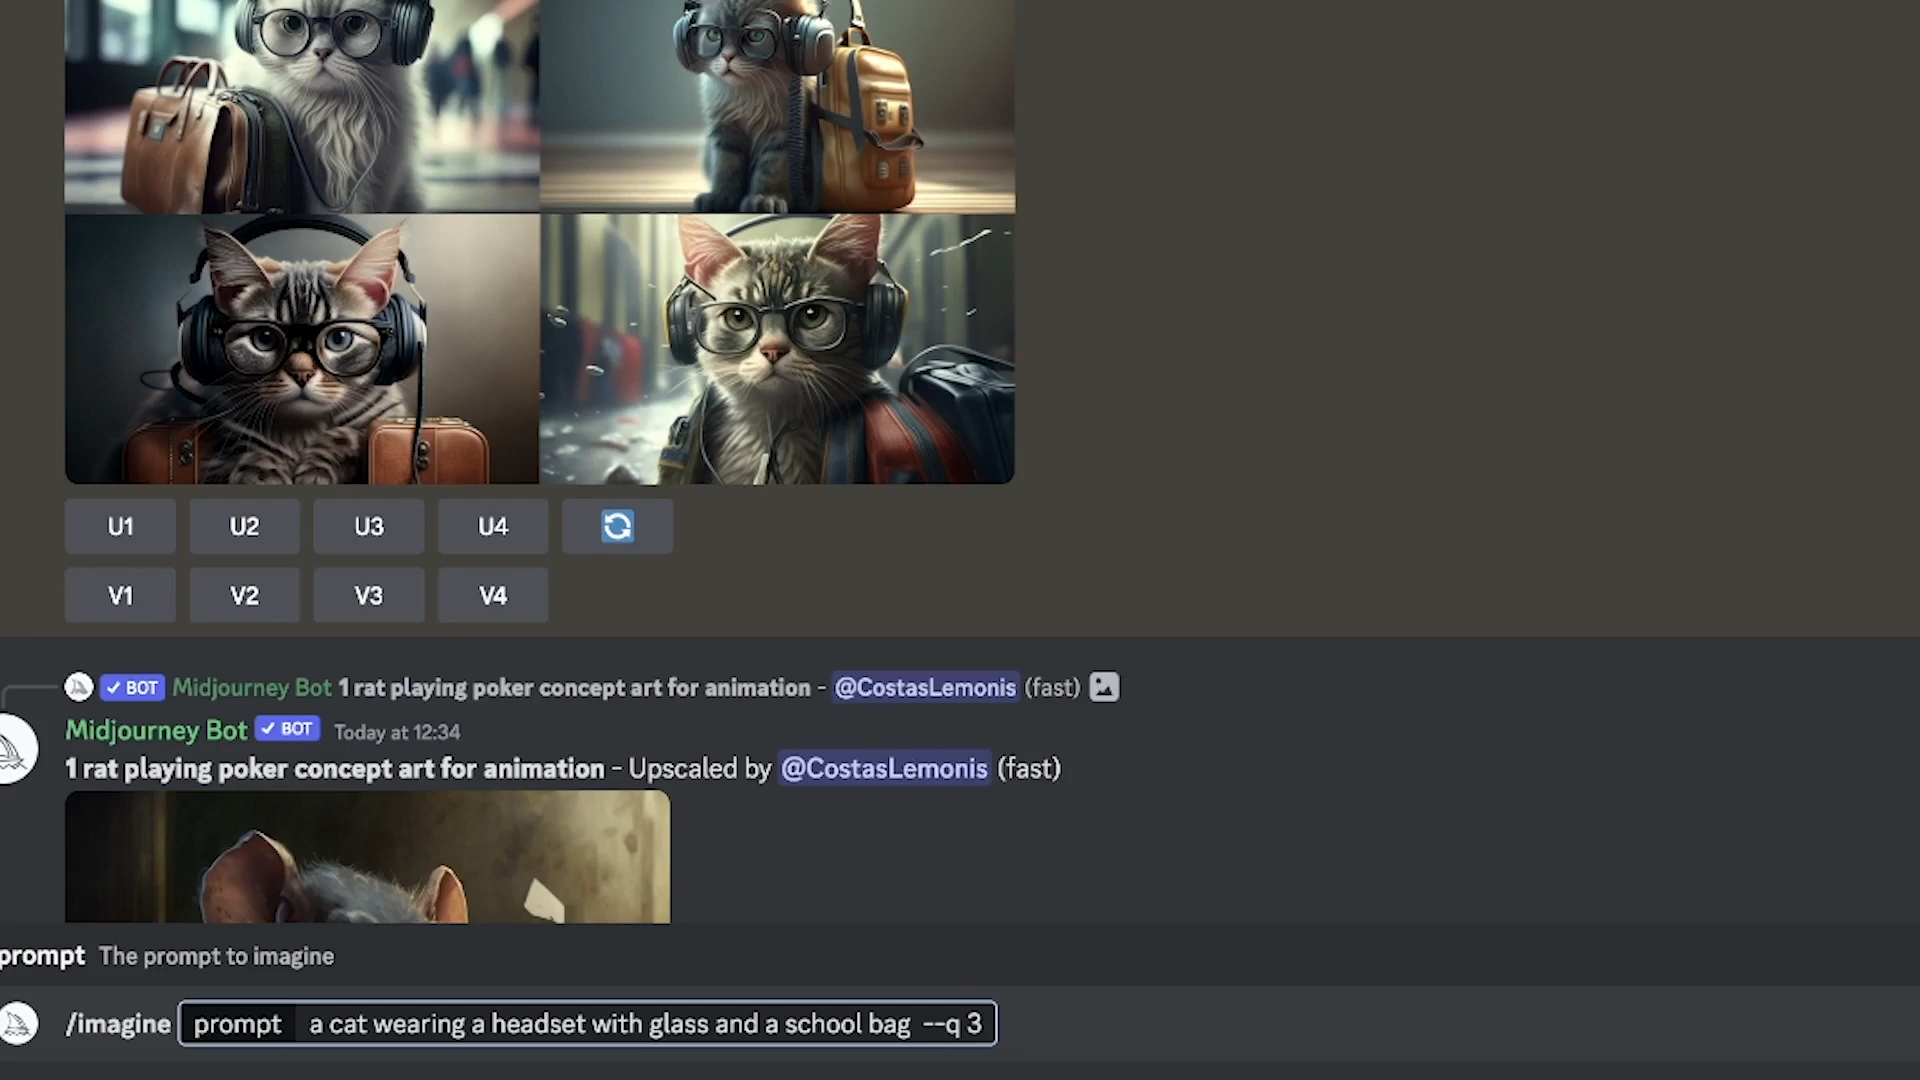 U1 U2 U3 U4
V1 V2 V3 V4
BOT Midjourney Bot 1 rat playing poker concept art for animation - @CostasLemonis (fast)
Midjourney Bot BOT Today at 12:34
1 rat playing poker concept art for animation - Upscaled by @CostasLemonis (fast)
prompt The prompt to imagine
/imagine prompt a cat wearing a headset with glass and a school bag --q 3